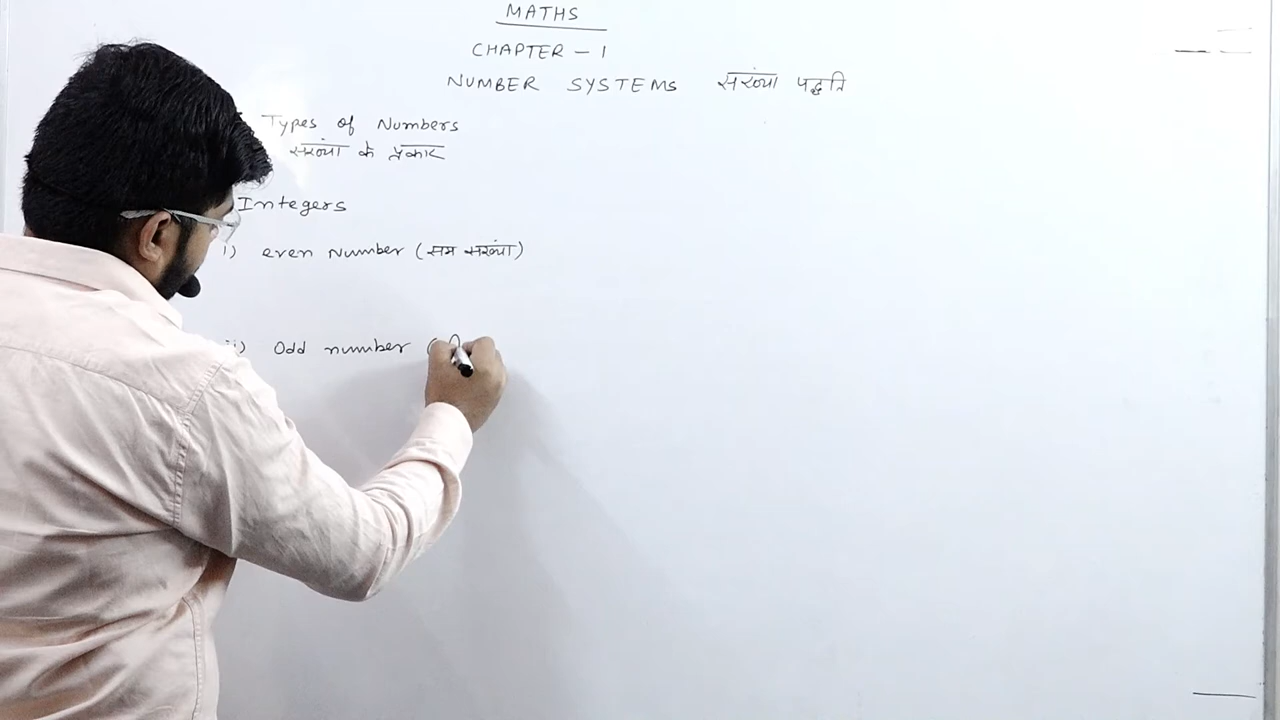 MATHS
CHAPTER - 1
NUMBER SYSTEMS संख्या पद्धति
Types of Numbers
संख्या के प्रकार
Integers
i) even Number (सम संख्या)
ii) Odd number (